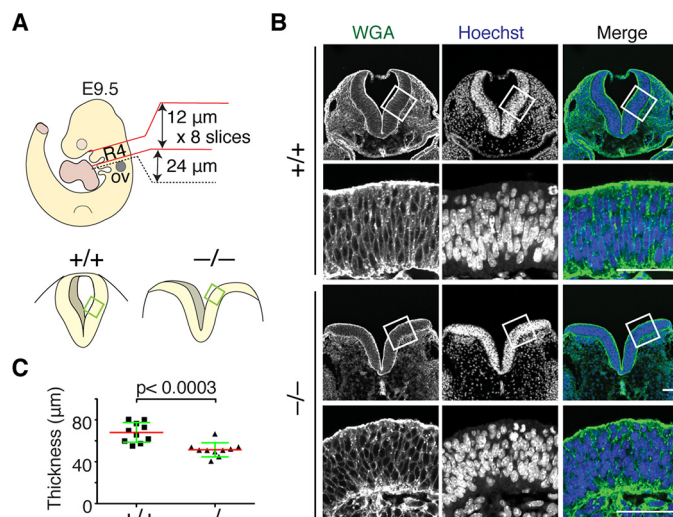 A
E9.5
12 µm
x 8 slices
R4
24 µm
ov
+/+
–/–
B
WGA
Hoechst
Merge
+/+
–/–
C
p< 0.0003
Thickness (µm)
80
40
0
+/+
–/–